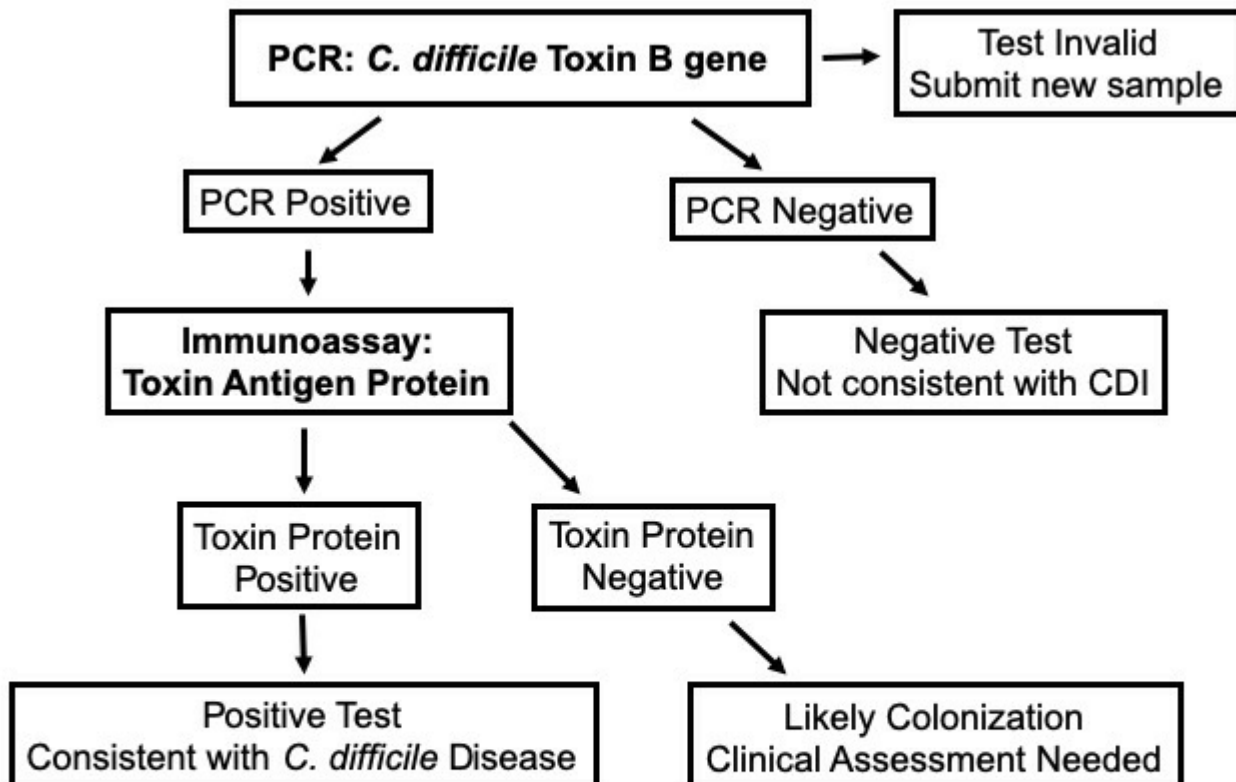 PCR: C. difficile Toxin B gene
Test Invalid
Submit new sample
PCR Positive
PCR Negative
Immunoassay:
Toxin Antigen Protein
Negative Test
Not consistent with CDI
Toxin Protein
Positive
Toxin Protein
Negative
Positive Test
Consistent with C. difficile Disease
Likely Colonization
Clinical Assessment Needed